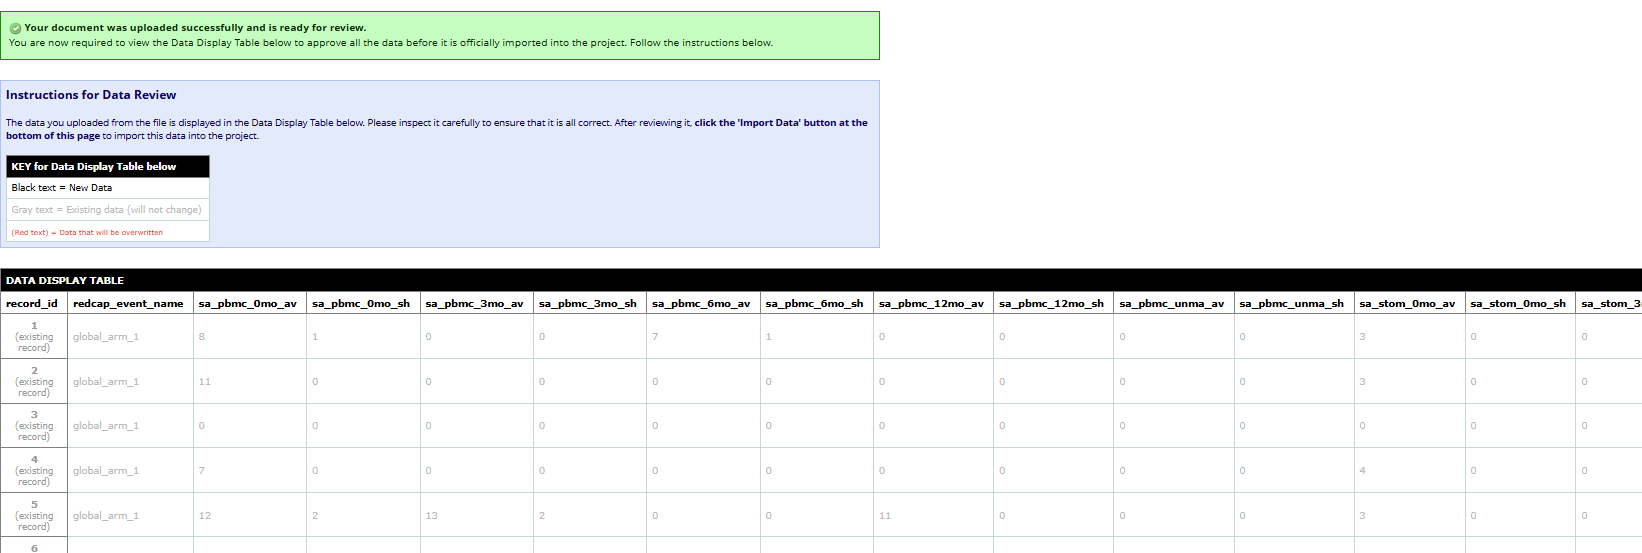 Your document was uploaded successfully and is ready for review.
You are now required to view the Data Display Table below to approve all the data before it is officially imported into the project. Follow the instructions below.
Instructions for Data Review
The data you uploaded from the file is displayed in the Data Display Table below. Please inspect it carefully to ensure that it is all correct. After reviewing it, click the 'Import Data' button at the
bottom of this page to import this data into the project.
KEY for Data Display Table below
Black text = New Data
Gray text = Existing data (will not change)
(Red text) = Data that will be overwritten
DATA DISPLAY TABLE
record_id redcap_event_name sa_pbmc_0mo_av sa_pbmc_0mo_sh sa_pbmc_3mo_av sa_pbmc_3mo_sh sa_pbmc_6mo_av sa_pbmc_6mo_sh sa_pbmc_12mo_av sa_pbmc_12mo_sh sa_pbmc_unma_av sa_pbmc_unma_sh sa_stom_0mo_av sa_stom_0mo_sh sa_stom_3
1
(existing
record) global_arm_1 8 1 0 0 7 1 0 0 0 0 3 0 0
2
(existing
record) global_arm_1 11 0 0 0 0 0 0 0 0 0 3 0 0
3
(existing
record) global_arm_1 0 0 0 0 0 0 0 0 0 0 0 0 0
4
(existing
record) global_arm_1 7 0 0 0 0 0 0 0 0 0 4 0 0
5
(existing
record) global_arm_1 12 2 13 2 0 0 11 0 0 0 3 0 0
6